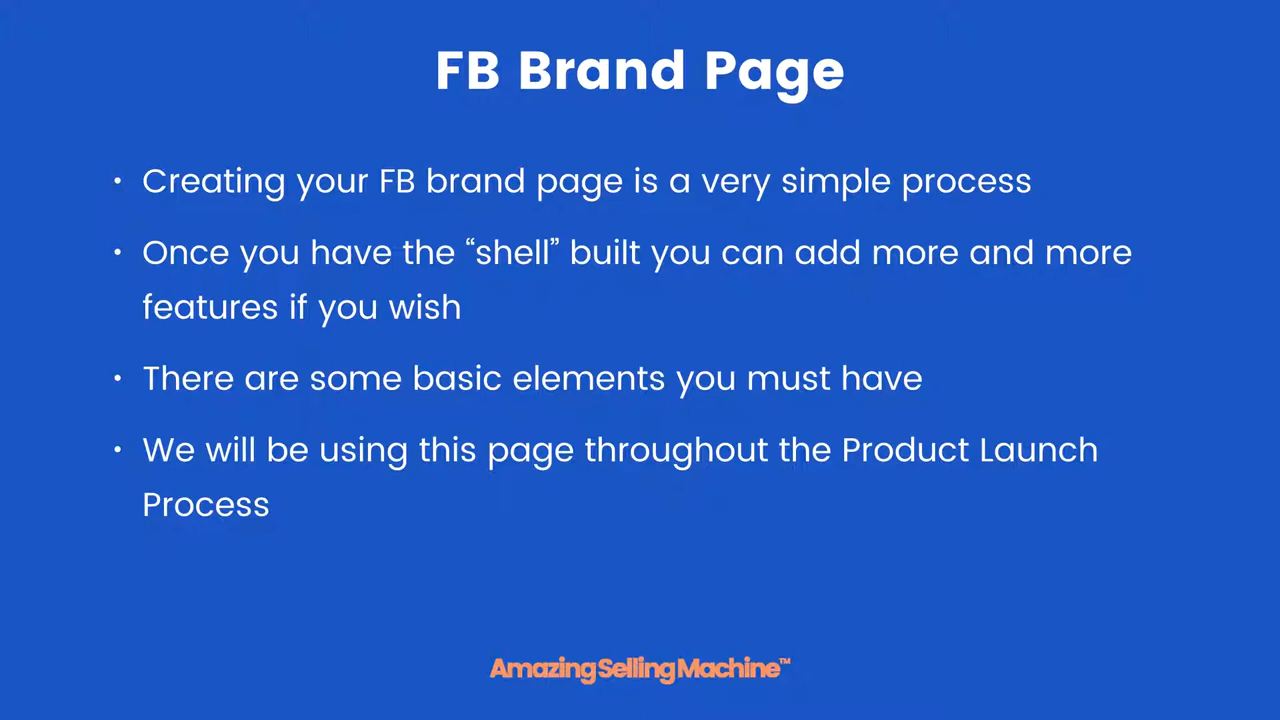 FB Brand Page
• Creating your FB brand page is a very simple process
• Once you have the “shell” built you can add more and more
features if you wish
• There are some basic elements you must have
• We will be using this page throughout the Product Launch
Process
AmazingSellingMachine™